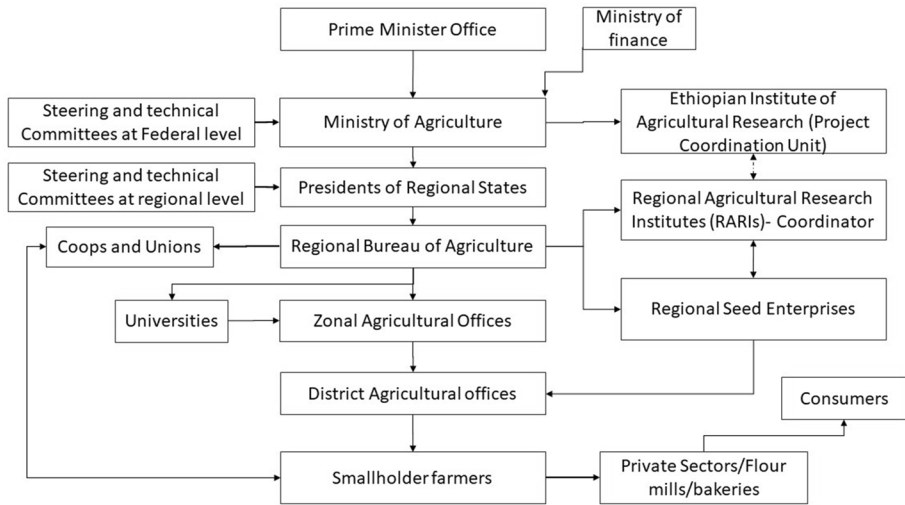 Prime Minister Office
Ministry of
finance
Steering and technical
Committees at Federal level
Ministry of Agriculture
Ethiopian Institute of
Agricultural Research (Project
Coordination Unit)
Steering and technical
Committees at regional level
Presidents of Regional States
Regional Agricultural Research
Institutes (RARIs)- Coordinator
Coops and Unions
Regional Bureau of Agriculture
Universities
Zonal Agricultural Offices
Regional Seed Enterprises
District Agricultural offices
Consumers
Smallholder farmers
Private Sectors/Flour
mills/bakeries